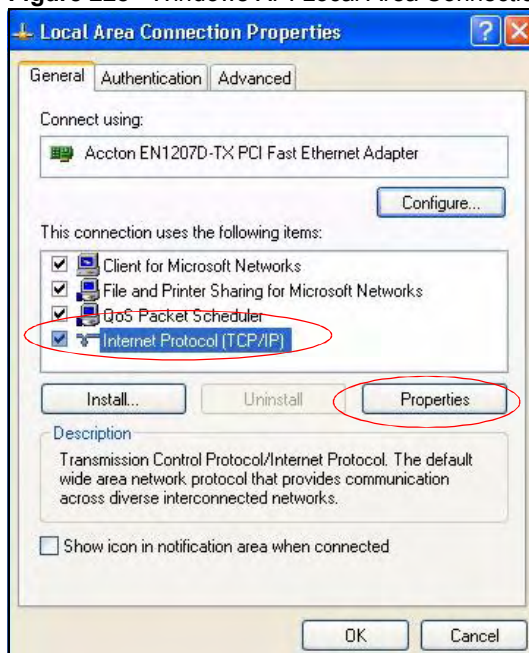 Local Area Connection Properties
General Authentication Advanced
Connect using:
Accton EN1207D-TX PCI Fast Ethernet Adapter
Configure...
This connection uses the following items:
Client for Microsoft Networks
File and Printer Sharing for Microsoft Networks
QoS Packet Scheduler
Internet Protocol (TCP/IP)
Install... Uninstall Properties
Description
Transmission Control Protocol/Internet Protocol. The default
wide area network protocol that provides communication
across diverse interconnected networks.
Show icon in notification area when connected
OK Cancel